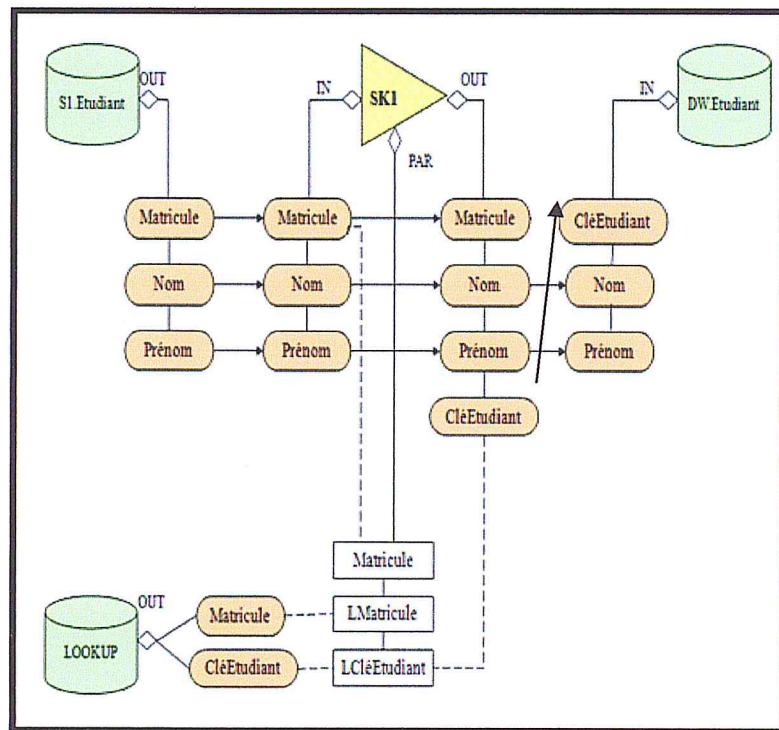 OUT
IN
OUT
IN
S1.Etudiant
SK1
DW.Etudiant
PAR
Matricule
Matricule
Matricule
CléEtudiant
Nom
Nom
Nom
Nom
Prénom
Prénom
Prénom
Prénom
CléEtudiant
Matricule
OUT
Matricule
LMatricule
LOOKUP
CléEtudiant
LCléEtudiant